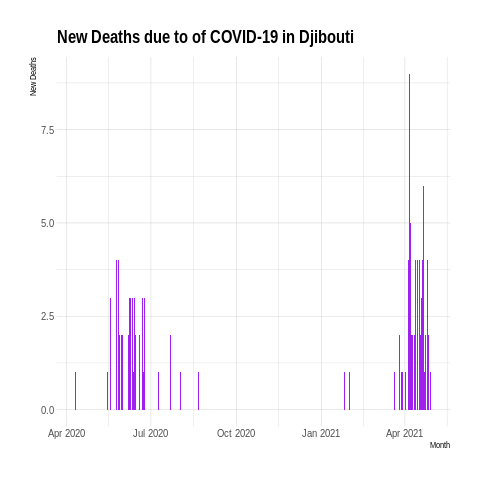 New Deaths due to of COVID-19 in Djibouti
New Deaths
7.5
5.0
2.5
0.0
Apr 2020 Jul 2020 Oct 2020 Jan 2021 Apr 2021
Month